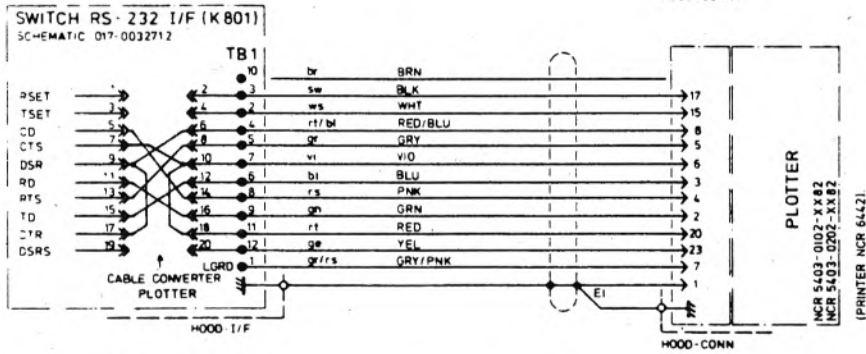 SWITCH RS-232 I/F (K801)
SCHEMATIC 017-0032712
TB1
10 br BRN
RSET 1 2 3 sw BLK 17
TSET 3 4 2 ws WHT 15
CD 5 6 4 rt/bl RED/BLU 8
CTS 7 8 5 gr GRY 5
DSR 9 10 7 vi VIO 6
RD 11 12 6 bl BLU 3
RTS 13 14 8 rs PNK 4
TD 15 16 9 gn GRN 2
17 18 11 rt RED 20
DSRS 19 20 12 ge YEL 23
LGRD 1 gr/rs GRY/PNK 7
1
CABLE CONVERTER
PLOTTER
E1
HOOD-I/F
HOOD-CONN
PLOTTER
NCR 5403-0102-XX82
NCR 5403-0202-XX82
(PRINTER NCR 6442).